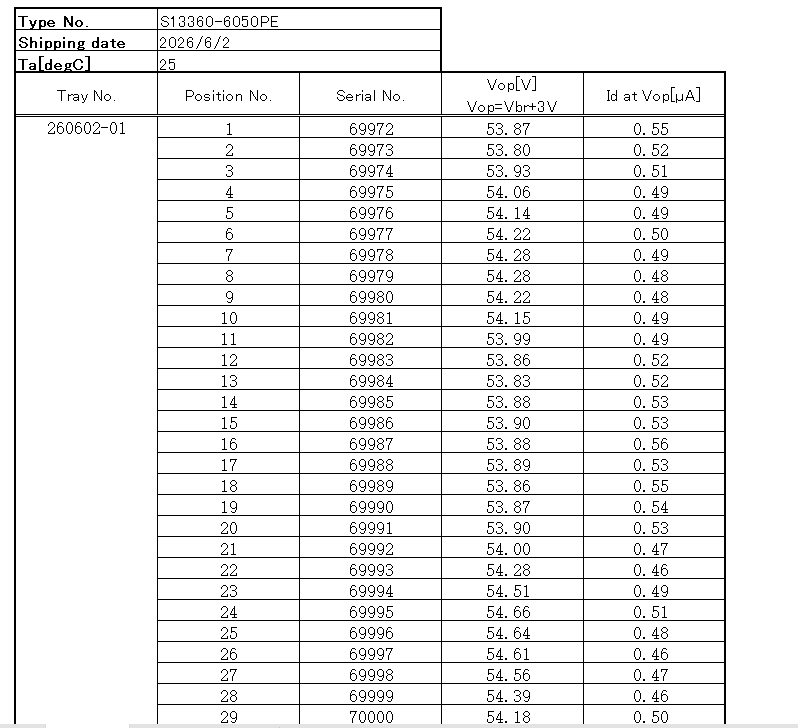 Type No. S13360-6050PE
Shipping date 2026/6/2
Ta[degC] 25
Tray No. Position No. Serial No. Vop[V] Id at Vop[μA]
Vop=Vbr+3V
260602-01 1 69972 53.87 0.55
2 69973 53.80 0.52
3 69974 53.93 0.51
4 69975 54.06 0.49
5 69976 54.14 0.49
6 69977 54.22 0.50
7 69978 54.28 0.49
8 69979 54.28 0.48
9 69980 54.22 0.48
10 69981 54.15 0.49
11 69982 53.99 0.49
12 69983 53.86 0.52
13 69984 53.83 0.52
14 69985 53.88 0.53
15 69986 53.90 0.53
16 69987 53.88 0.56
17 69988 53.89 0.53
18 69989 53.86 0.55
19 69990 53.87 0.54
20 69991 53.90 0.53
21 69992 54.00 0.47
22 69993 54.28 0.46
23 69994 54.51 0.49
24 69995 54.66 0.51
25 69996 54.64 0.48
26 69997 54.61 0.46
27 69998 54.56 0.47
28 69999 54.39 0.46
29 70000 54.18 0.50